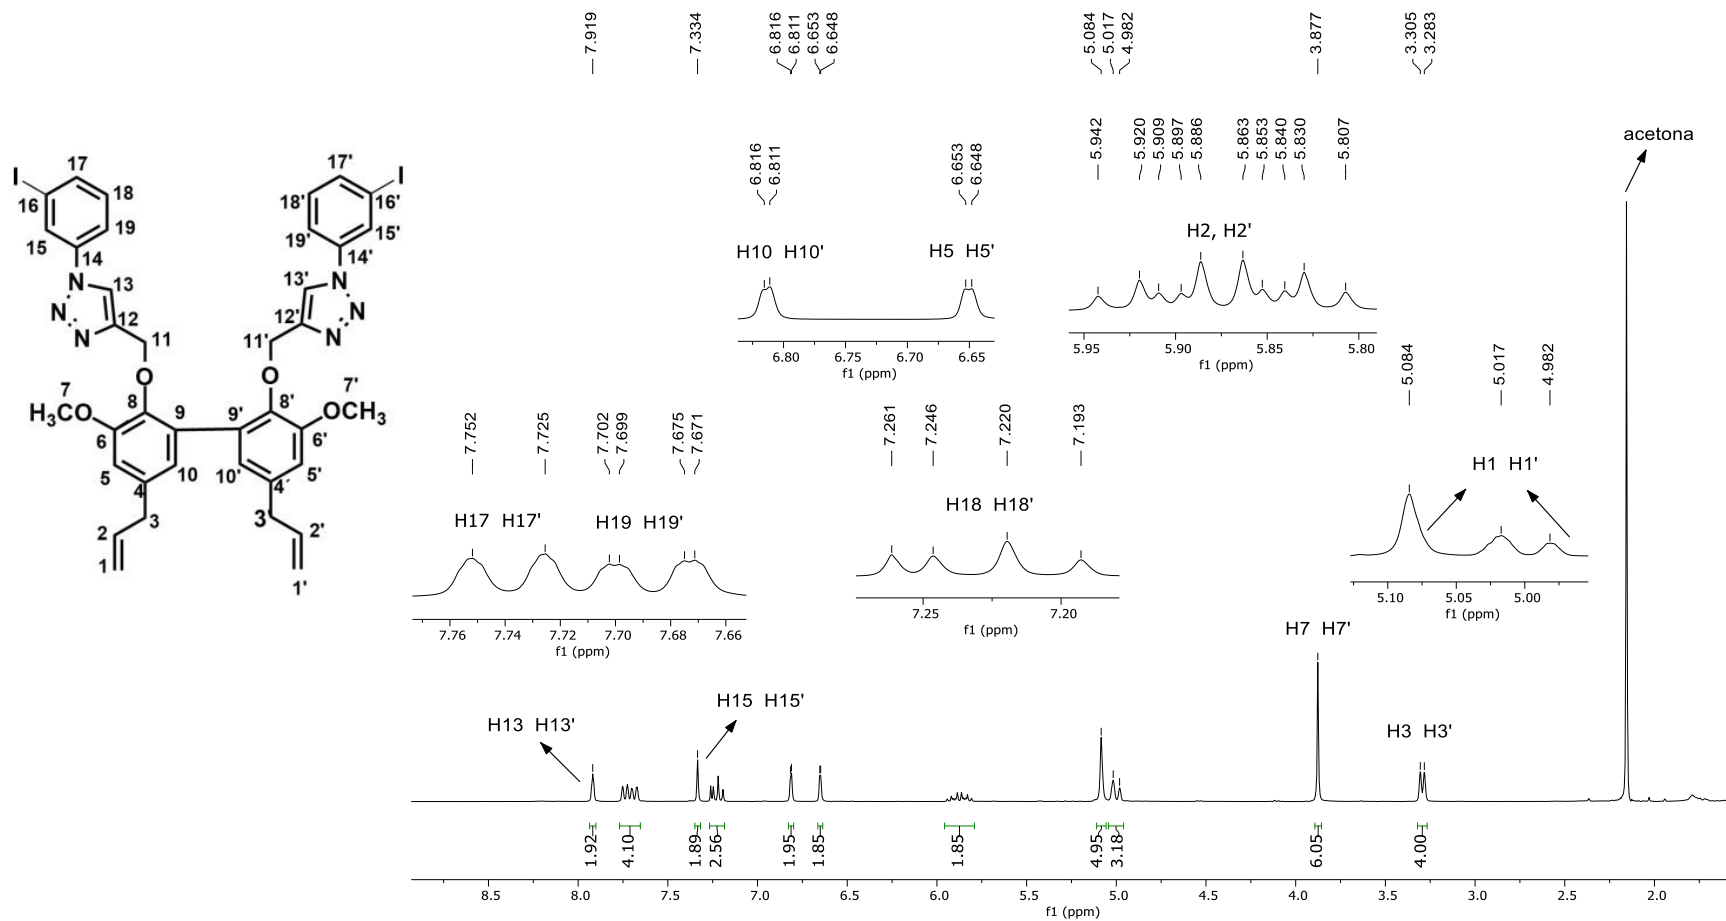 7.919
7.334
6.816
6.811
6.653
6.648
5.084
5.017
4.982
3.877
3.305
3.283
acetona
6.816
6.811
6.653
6.648
H10 H10'
H5 H5'
6.80 6.75 6.70 6.65
f1 (ppm)
5.942
5.920
5.909
5.897
5.886
5.863
5.853
5.840
5.830
5.807
H2, H2'
5.95 5.90 5.85 5.80
f1 (ppm)
I 17 17' I
16 18 18' 16'
15 19 19' 15'
14 14'
N 13 13' N
N N 12 12' N N
11 11'
O O
7 8 9 9' 8' 7'
H3CO OCH3
6 6'
5 10 10' 5'
4 4´
2 3 3' 2'
1 1'
7.752
7.725
7.702
7.699
7.675
7.671
H17 H17'
H19 H19'
7.76 7.74 7.72 7.70 7.68 7.66
f1 (ppm)
7.261
7.246
7.220
7.193
H18 H18'
7.25 7.20
f1 (ppm)
5.084
5.017
4.982
H1 H1'
5.10 5.05 5.00
f1 (ppm)
H13 H13'
H15 H15'
H7 H7'
H3 H3'
1.92
4.10
1.89
2.56
1.95
1.85
1.85
4.95
3.18
6.05
4.00
8.5 8.0 7.5 7.0 6.5 6.0 5.5 5.0 4.5 4.0 3.5 3.0 2.5 2.0
f1 (ppm)